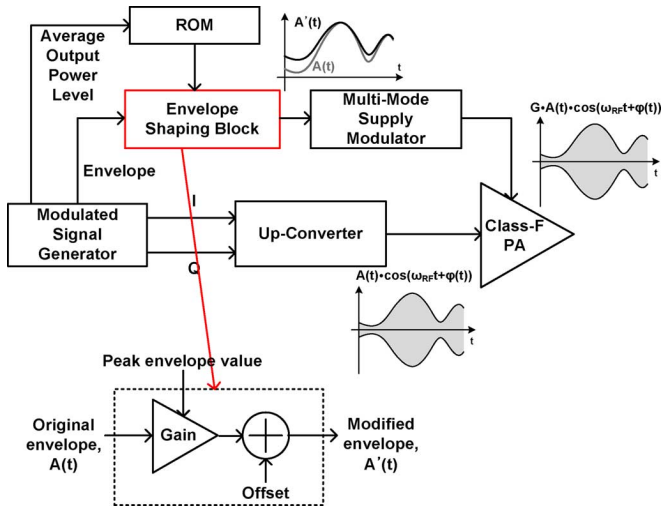 ROM
Average
Output
Power
Level
A'(t)
A(t)
t
Envelope
Shaping Block
Multi-Mode
Supply
Modulator
G•A(t)•cos(ωRFt+φ(t))
t
Envelope
Modulated
Signal
Generator
I
Q
Up-Converter
Class-F
PA
A(t)•cos(ωRFt+φ(t))
t
Peak envelope value
Original
envelope,
A(t)
Gain
Offset
Modified
envelope,
A'(t)